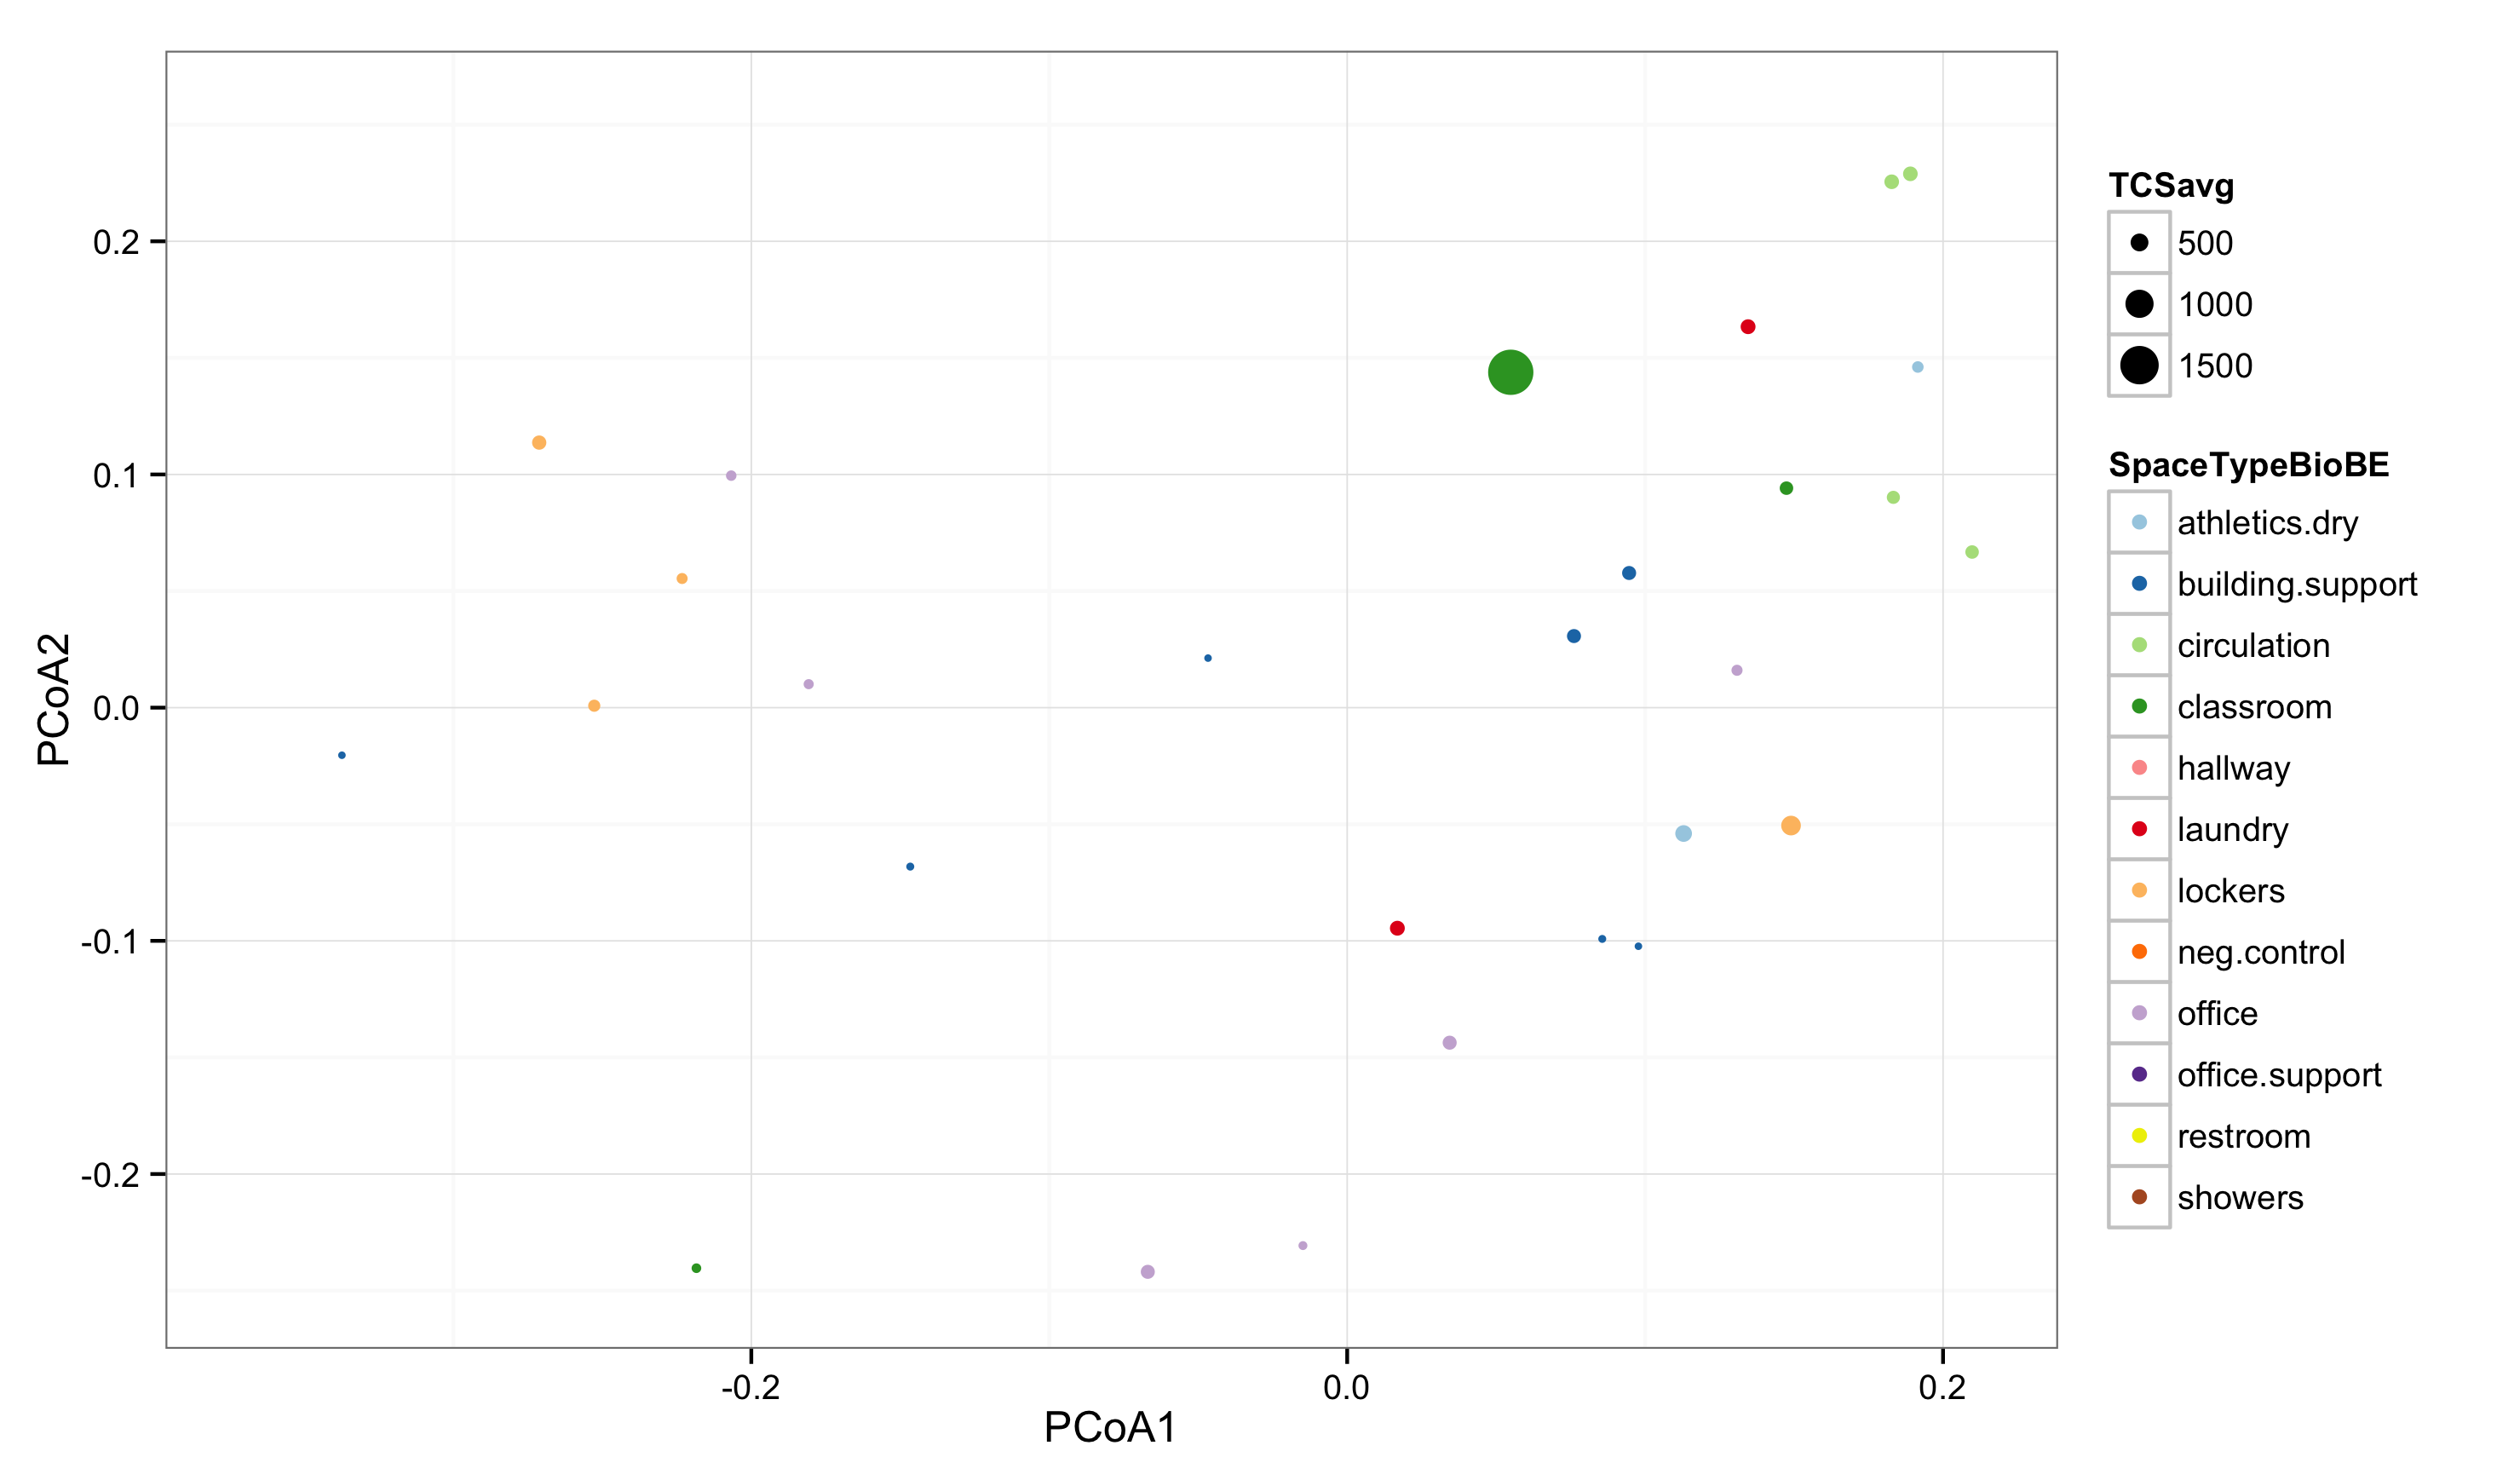 0.2
0.1
0.0
-0.1
-0.2
PCoA2
-0.2
0.0
0.2
PCoA1
TCSavg
500
1000
1500
SpaceTypeBioBE
athletics.dry
building.support
circulation
classroom
hallway
laundry
lockers
neg.control
office
office.support
restroom
showers